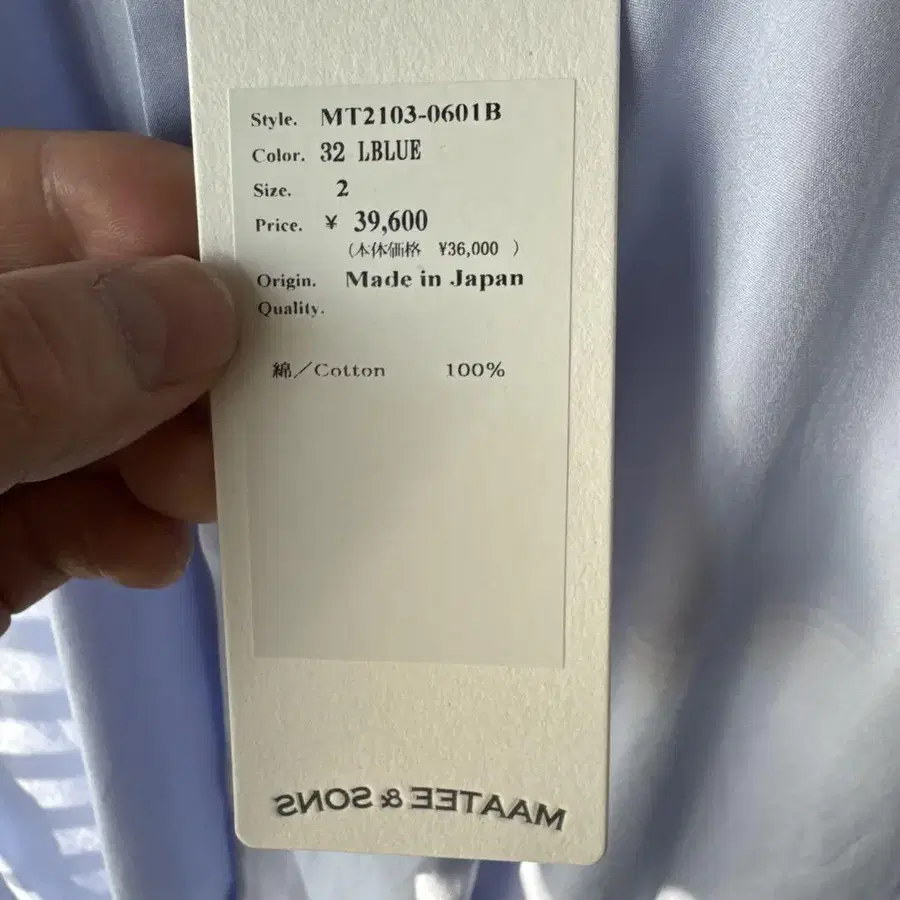 Style. MT2103-0601B
Color. 32 LBLUE
Size. 2
Price. ¥ 39,600
(本体価格 ¥36,000 )
Origin. Made in Japan
Quality.
綿／Cotton 100%
MAATEE & SONS